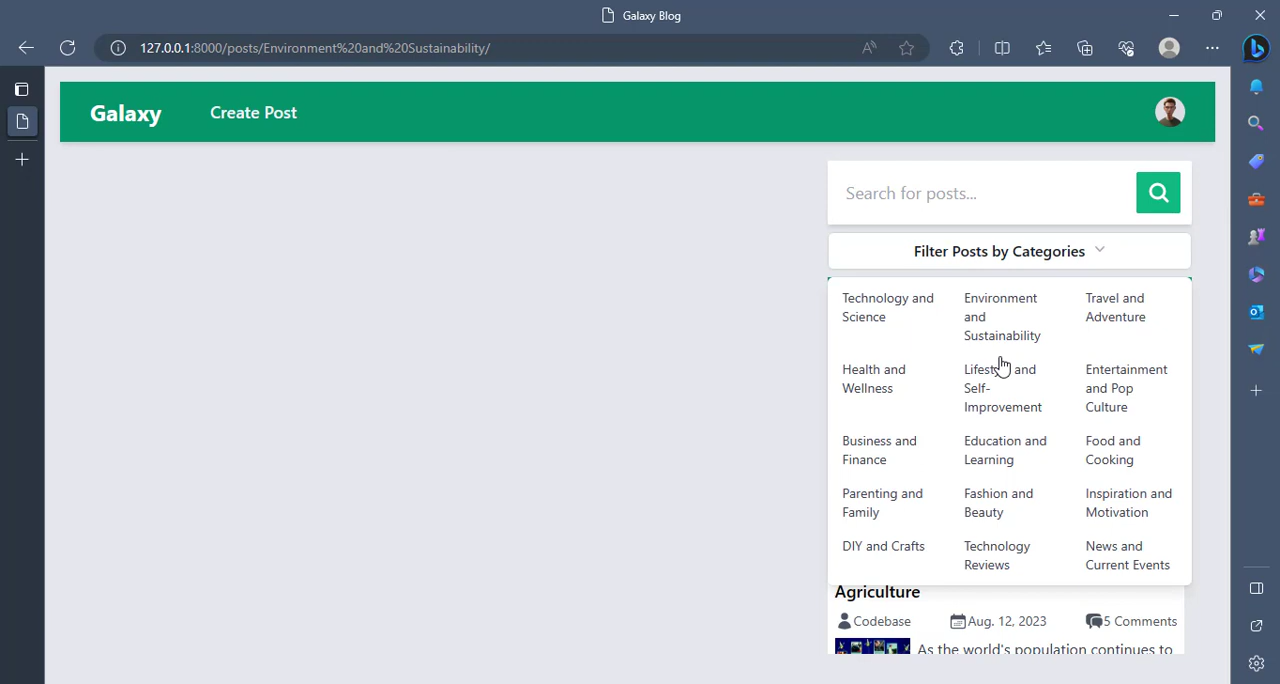 Galaxy Blog
127.0.0.1:8000/posts/Environment%20and%20Sustainability/
Galaxy
Create Post
Search for posts...
Filter Posts by Categories
Technology and
Science
Environment
and
Sustainability
Travel and
Adventure
Health and
Wellness
Lifestyle and
Self-
Improvement
Entertainment
and Pop
Culture
Business and
Finance
Education and
Learning
Food and
Cooking
Parenting and
Family
Fashion and
Beauty
Inspiration and
Motivation
DIY and Crafts
Technology
Reviews
News and
Current Events
Agriculture
Codebase
Aug. 12, 2023
5 Comments
As the world's population continues to